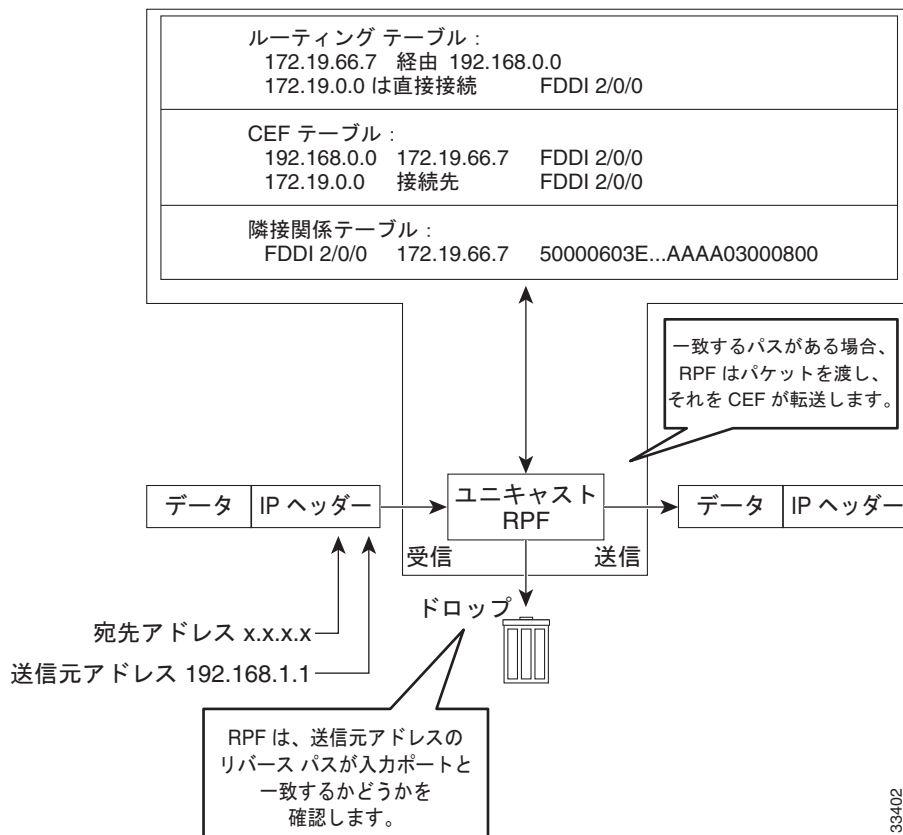 ルーティング テーブル：
172.19.66.7 経由 192.168.0.0
172.19.0.0 は直接接続 FDDI 2/0/0
CEF テーブル：
192.168.0.0 172.19.66.7 FDDI 2/0/0
172.19.0.0 接続先 FDDI 2/0/0
隣接関係テーブル：
FDDI 2/0/0 172.19.66.7 50000603E...AAAA03000800
一致するパスがある場合、
RPF はパケットを渡し、
それを CEF が転送します。
データ IP ヘッダー
ユニキャスト
RPF
データ IP ヘッダー
受信
送信
ドロップ
宛先アドレス x.x.x.x
送信元アドレス 192.168.1.1
RPF は、送信元アドレスの
リバース パスが入力ポートと
一致するかどうかを
確認します。
33402